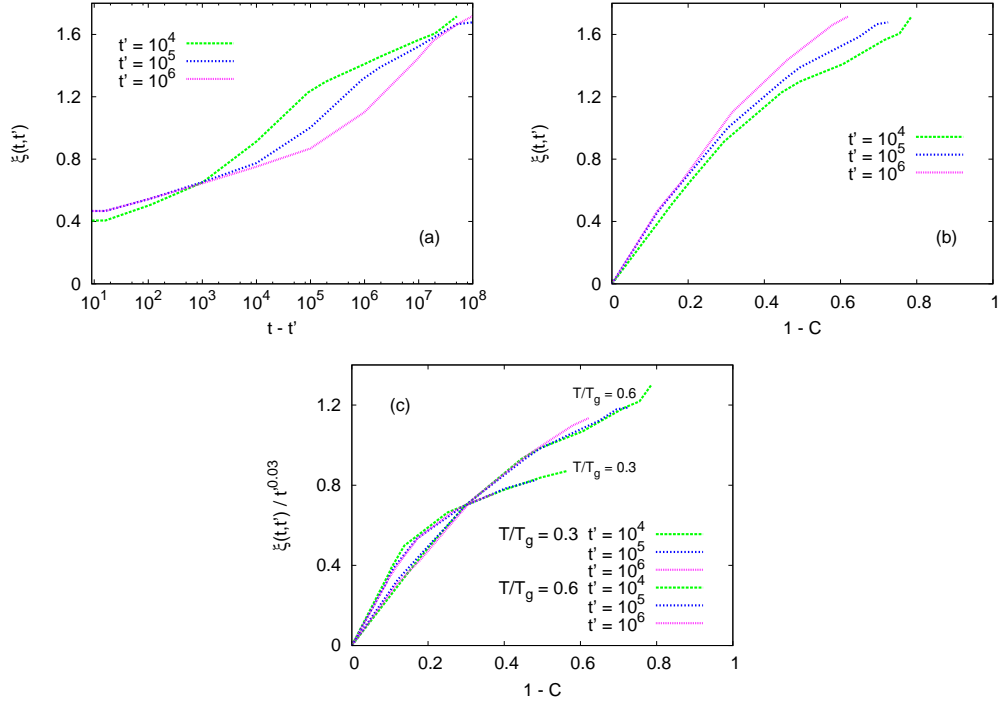 1.6
1.2
0.8
0.4
0
ξ(t,t')
t' = 10^4
t' = 10^5
t' = 10^6
(a)
10^1 10^2 10^3 10^4 10^5 10^6 10^7 10^8
t - t'
1.6
1.2
0.8
0.4
0
ξ(t,t')
t' = 10^4
t' = 10^5
t' = 10^6
(b)
0 0.2 0.4 0.6 0.8 1
1 - C
1.2
0.8
0.4
0
ξ(t,t') / t'^0.03
(c)
T/T_g = 0.6
T/T_g = 0.3
T/T_g = 0.3 t' = 10^4
t' = 10^5
t' = 10^6
T/T_g = 0.6 t' = 10^4
t' = 10^5
t' = 10^6
0 0.2 0.4 0.6 0.8 1
1 - C